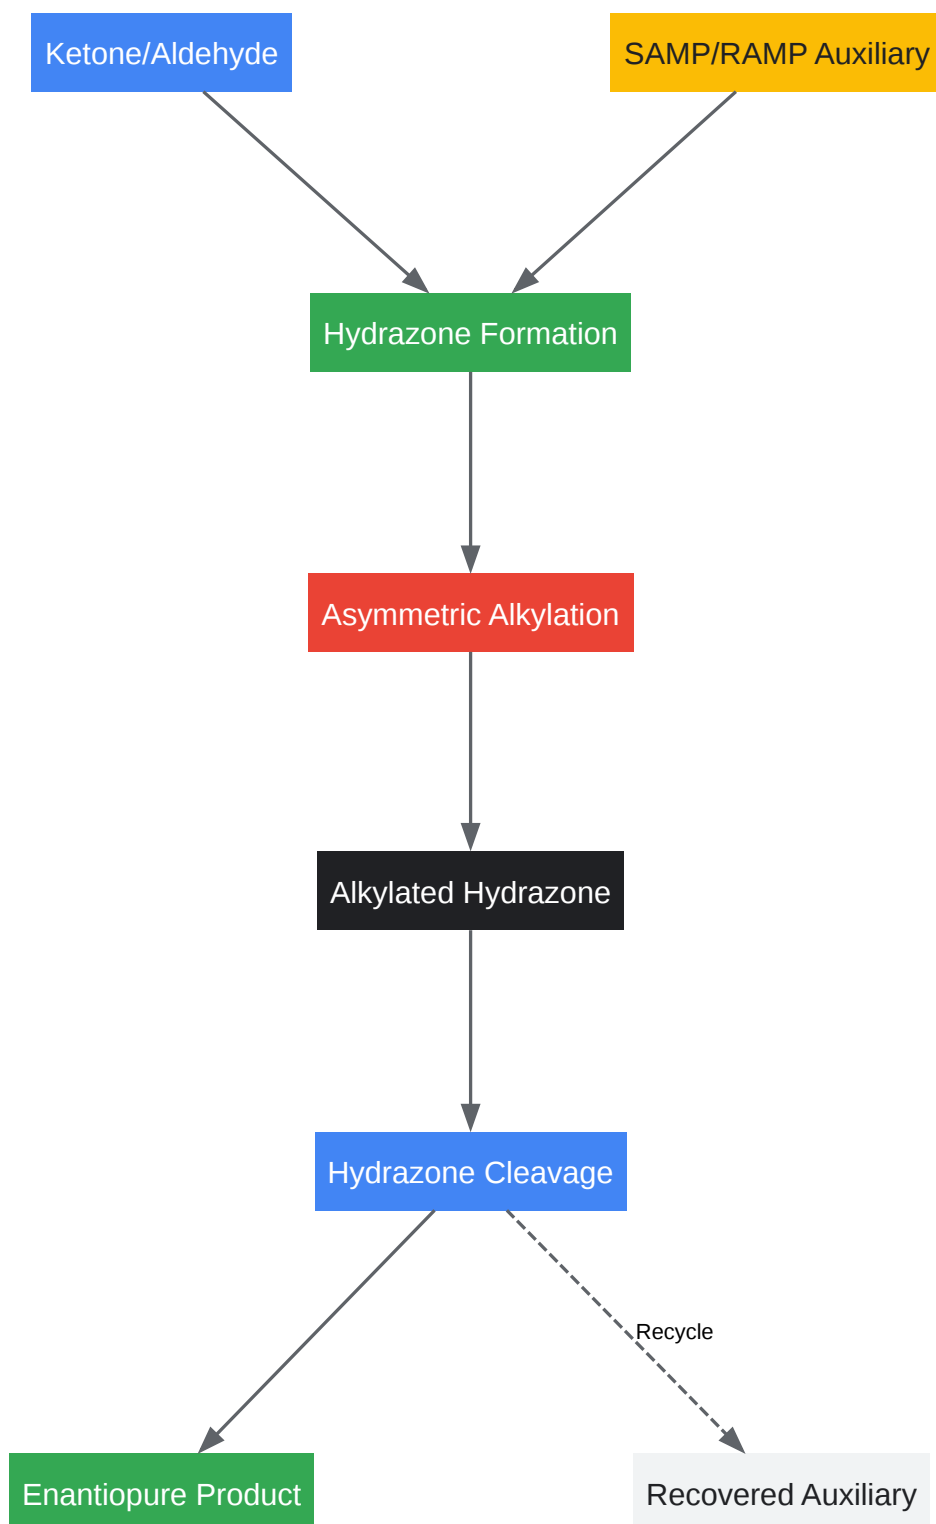 Ketone/Aldehyde
SAMP/RAMP Auxiliary
Hydrazone Formation
Asymmetric Alkylation
Alkylated Hydrazone
Hydrazone Cleavage
Recycle
Enantiopure Product
Recovered Auxiliary